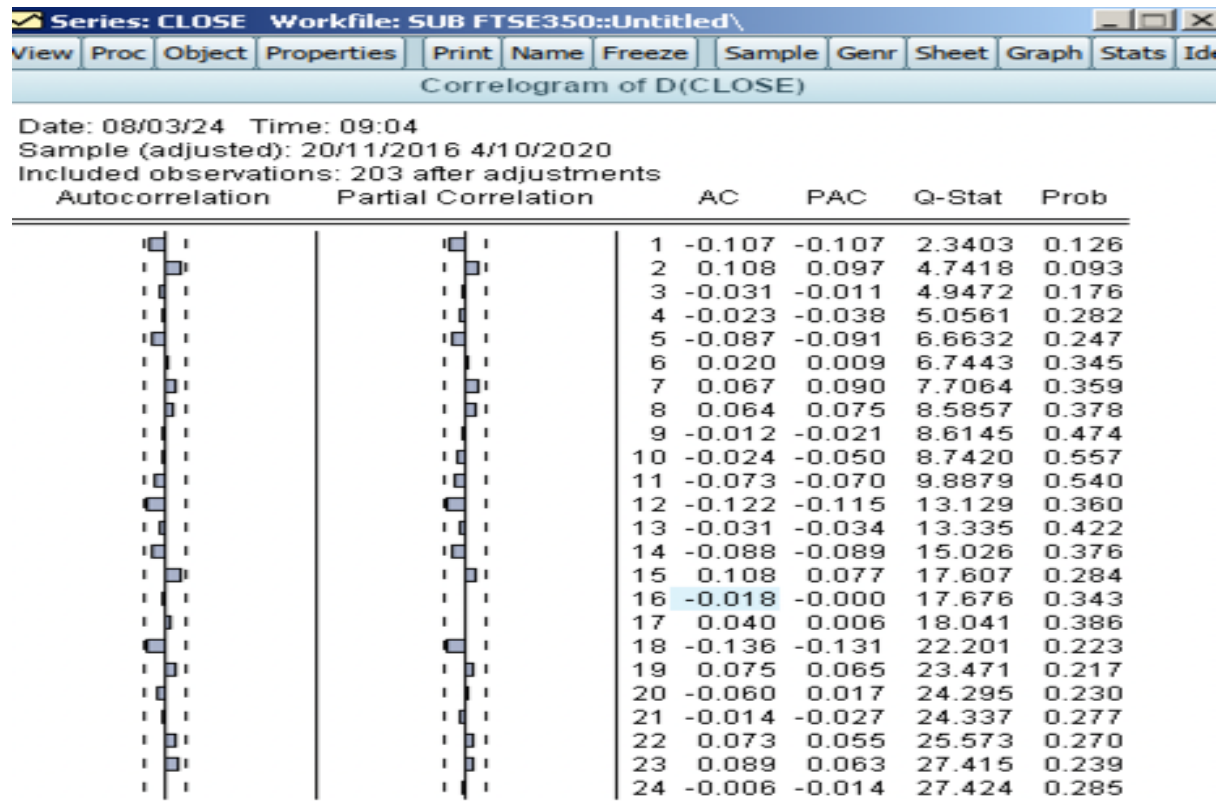 Series: CLOSE Workfile: SUB FTSE350::Untitled\
View Proc Object Properties Print Name Freeze Sample Genr Sheet Graph Stats Ide
Correlogram of D(CLOSE)
Date: 08/03/24 Time: 09:04
Sample (adjusted): 20/11/2016 4/10/2020
Included observations: 203 after adjustments
Autocorrelation Partial Correlation AC PAC Q-Stat Prob
1 -0.107 -0.107 2.3403 0.126
2 0.108 0.097 4.7418 0.093
3 -0.031 -0.011 4.9472 0.176
4 -0.023 -0.038 5.0561 0.282
5 -0.087 -0.091 6.6632 0.247
6 0.020 0.009 6.7443 0.345
7 0.067 0.090 7.7064 0.359
8 0.064 0.075 8.5857 0.378
9 -0.012 -0.021 8.6145 0.474
10 -0.024 -0.050 8.7420 0.557
11 -0.073 -0.070 9.8879 0.540
12 -0.122 -0.115 13.129 0.360
13 -0.031 -0.034 13.335 0.422
14 -0.088 -0.089 15.026 0.376
15 0.108 0.077 17.607 0.284
16 -0.018 -0.000 17.676 0.343
17 0.040 0.006 18.041 0.386
18 -0.136 -0.131 22.201 0.223
19 0.075 0.065 23.471 0.217
20 -0.060 0.017 24.295 0.230
21 -0.014 -0.027 24.337 0.277
22 0.073 0.055 25.573 0.270
23 0.089 0.063 27.415 0.239
24 -0.006 -0.014 27.424 0.285